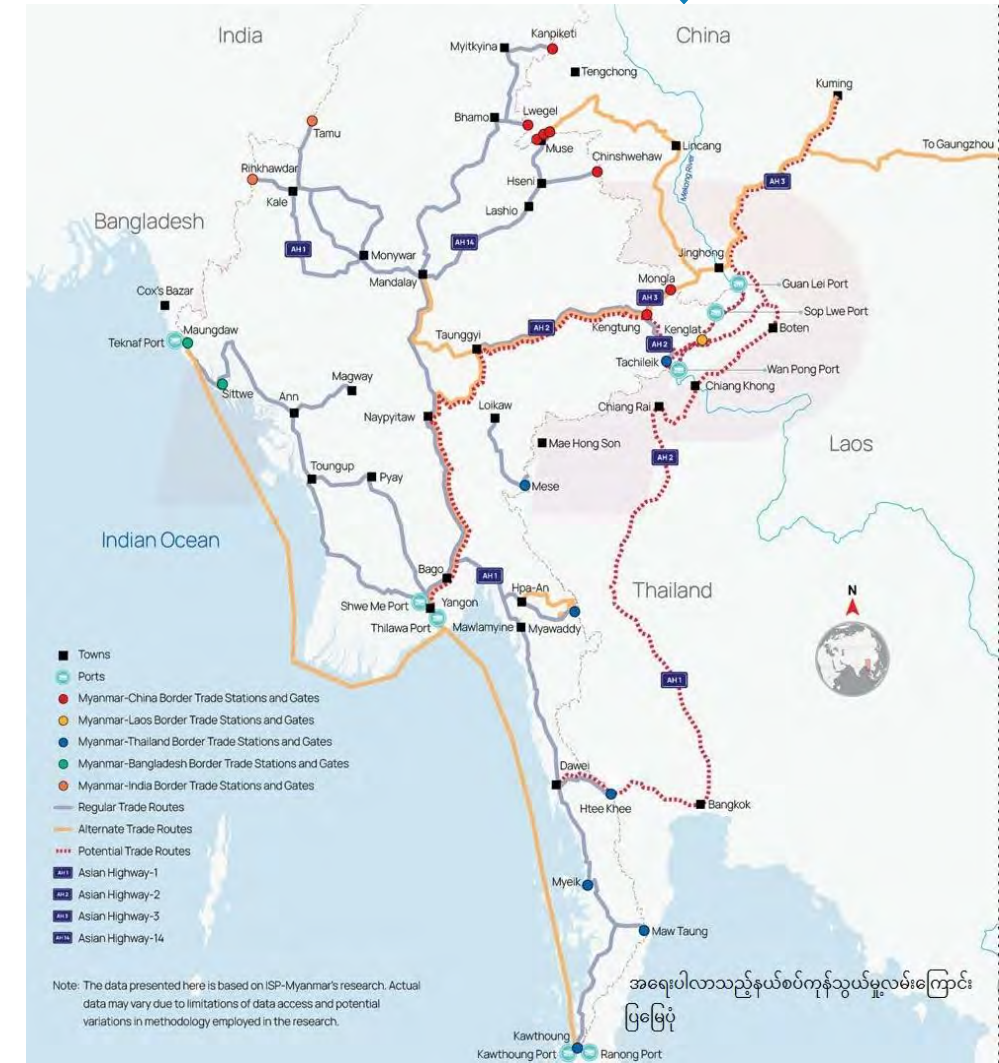 India
China
Kanpiketi
Myitkyina
Tengchong
Kuming
Bhamo
Lwegel
Tamu
Muse
Lincang
To Gaungzhou
Rihkhawdar
Chinshwehaw
Mekong River
Kale
Hseni
AH 3
Lashio
Bangladesh
AH 1
Monywar
AH 14
Mandalay
Jinghong
Mongla
Guan Lei Port
Cox's Bazar
AH 3
Sop Lwe Port
Maungdaw
Taunggyi
AH 2
Kengtung
Kenglat
Boten
Teknaf Port
AH 2
Tachileik
Wan Pong Port
Sittwe
Ann
Magway
Chiang Khong
Naypyitaw
Loikaw
Chiang Rai
Mae Hong Son
Laos
AH 2
Toungup
Pyay
Mese
Indian Ocean
Bago
AH 1
Hpa-An
Thailand
N
Shwe Me Port
Yangon
Thilawa Port
Mawlamyine
Myawaddy
Towns
Ports
Myanmar-China Border Trade Stations and Gates
AH 1
Myanmar-Laos Border Trade Stations and Gates
Myanmar-Thailand Border Trade Stations and Gates
Myanmar-Bangladesh Border Trade Stations and Gates
Dawei
Myanmar-India Border Trade Stations and Gates
Regular Trade Routes
Htee Khee
Bangkok
Alternate Trade Routes
Potential Trade Routes
AH 1 Asian Highway-1
AH 2 Asian Highway-2
Myeik
AH 3 Asian Highway-3
Maw Taung
AH 14 Asian Highway-14
Note: The data presented here is based on ISP-Myanmar's research. Actual
data may vary due to limitations of data access and potential
variations in methodology employed in the research.
အရေးပါလာသည့်နယ်စပ်ကုန်သွယ်မှုလမ်းကြောင်း
ပြမြေပုံ
Kawthoung
Kawthoung Port
Ranong Port